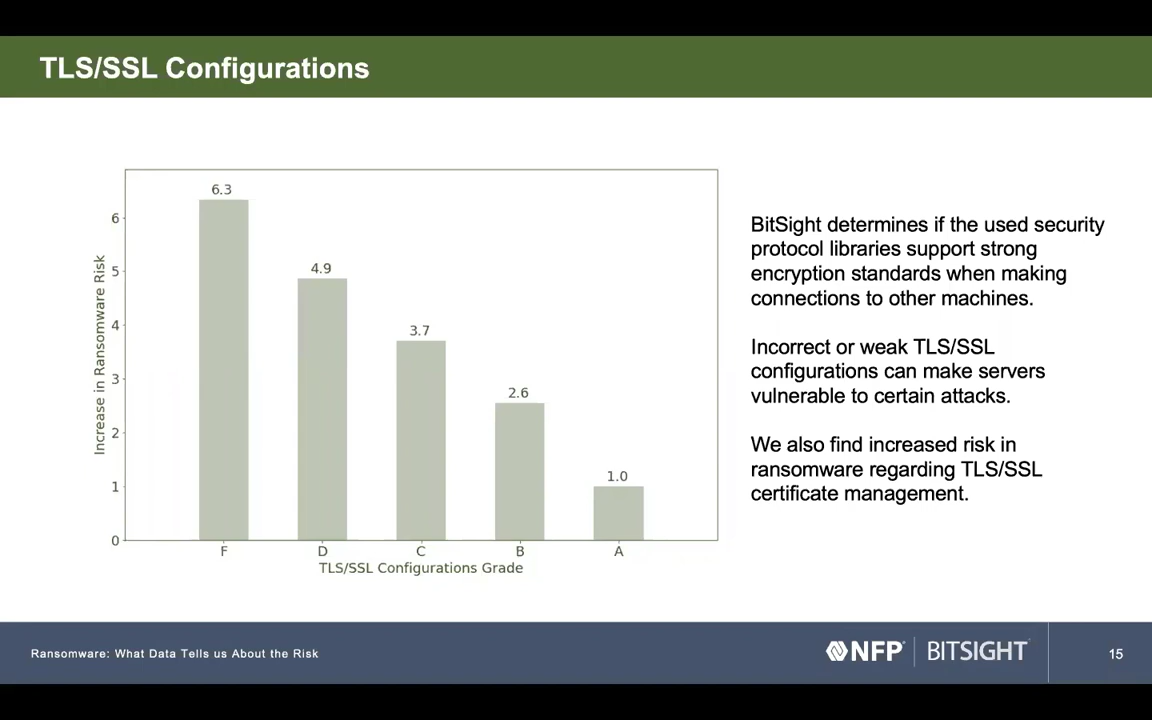 TLS/SSL Configurations
6.3
4.9
3.7
2.6
1.0
6
5
4
3
2
1
0
Increase in Ransomware Risk
F D C B A
TLS/SSL Configurations Grade
BitSight determines if the used security
protocol libraries support strong
encryption standards when making
connections to other machines.
Incorrect or weak TLS/SSL
configurations can make servers
vulnerable to certain attacks.
We also find increased risk in
ransomware regarding TLS/SSL
certificate management.
Ransomware: What Data Tells us About the Risk
NFP BITSIGHT
15